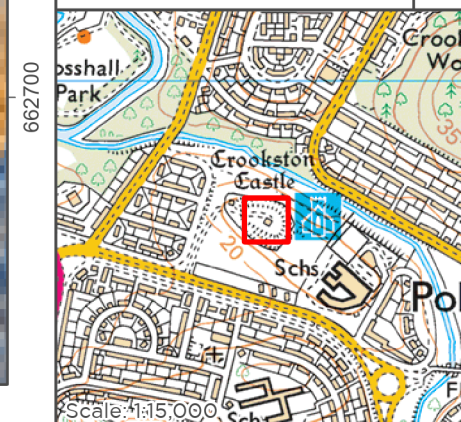 662700
osshall
Park
Crook
Wo
35
Crookston
Castle
20
Schs
Pol
F
Scale: 1:15,000
Sch